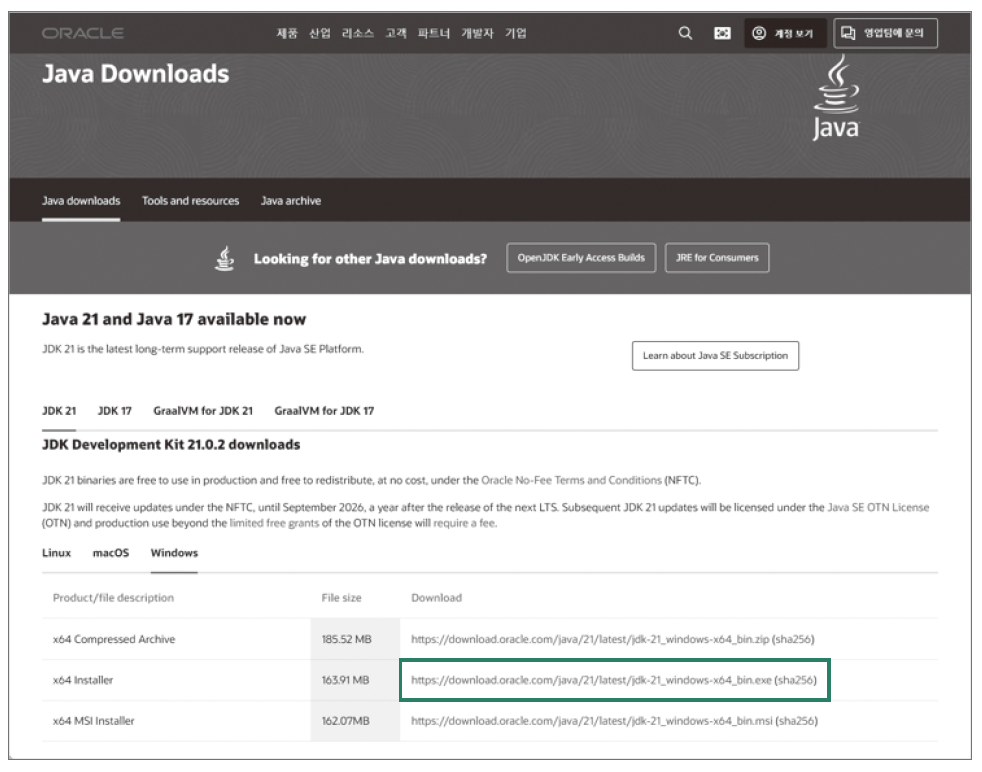 ORACLE 제품 산업 리소스 고객 파트너 개발자 기업 계정 보기 영업팀에 문의
Java Downloads
Java
Java downloads Tools and resources Java archive
Looking for other Java downloads? OpenJDK Early Access Builds JRE for Consumers
Java 21 and Java 17 available now
JDK 21 is the latest long-term support release of Java SE Platform.
Learn about Java SE Subscription
JDK 21 JDK 17 GraalVM for JDK 21 GraalVM for JDK 17
JDK Development Kit 21.0.2 downloads
JDK 21 binaries are free to use in production and free to redistribute, at no cost, under the Oracle No-Fee Terms and Conditions (NFTC).
JDK 21 will receive updates under the NFTC, until September 2026, a year after the release of the next LTS. Subsequent JDK 21 updates will be licensed under the Java SE OTN License
(OTN) and production use beyond the limited free grants of the OTN license will require a fee.
Linux macOS Windows
Product/file description File size Download
x64 Compressed Archive 185.52 MB https://download.oracle.com/java/21/latest/jdk-21_windows-x64_bin.zip (sha256)
x64 Installer 163.91 MB https://download.oracle.com/java/21/latest/jdk-21_windows-x64_bin.exe (sha256)
x64 MSI Installer 162.07MB https://download.oracle.com/java/21/latest/jdk-21_windows-x64_bin.msi (sha256)